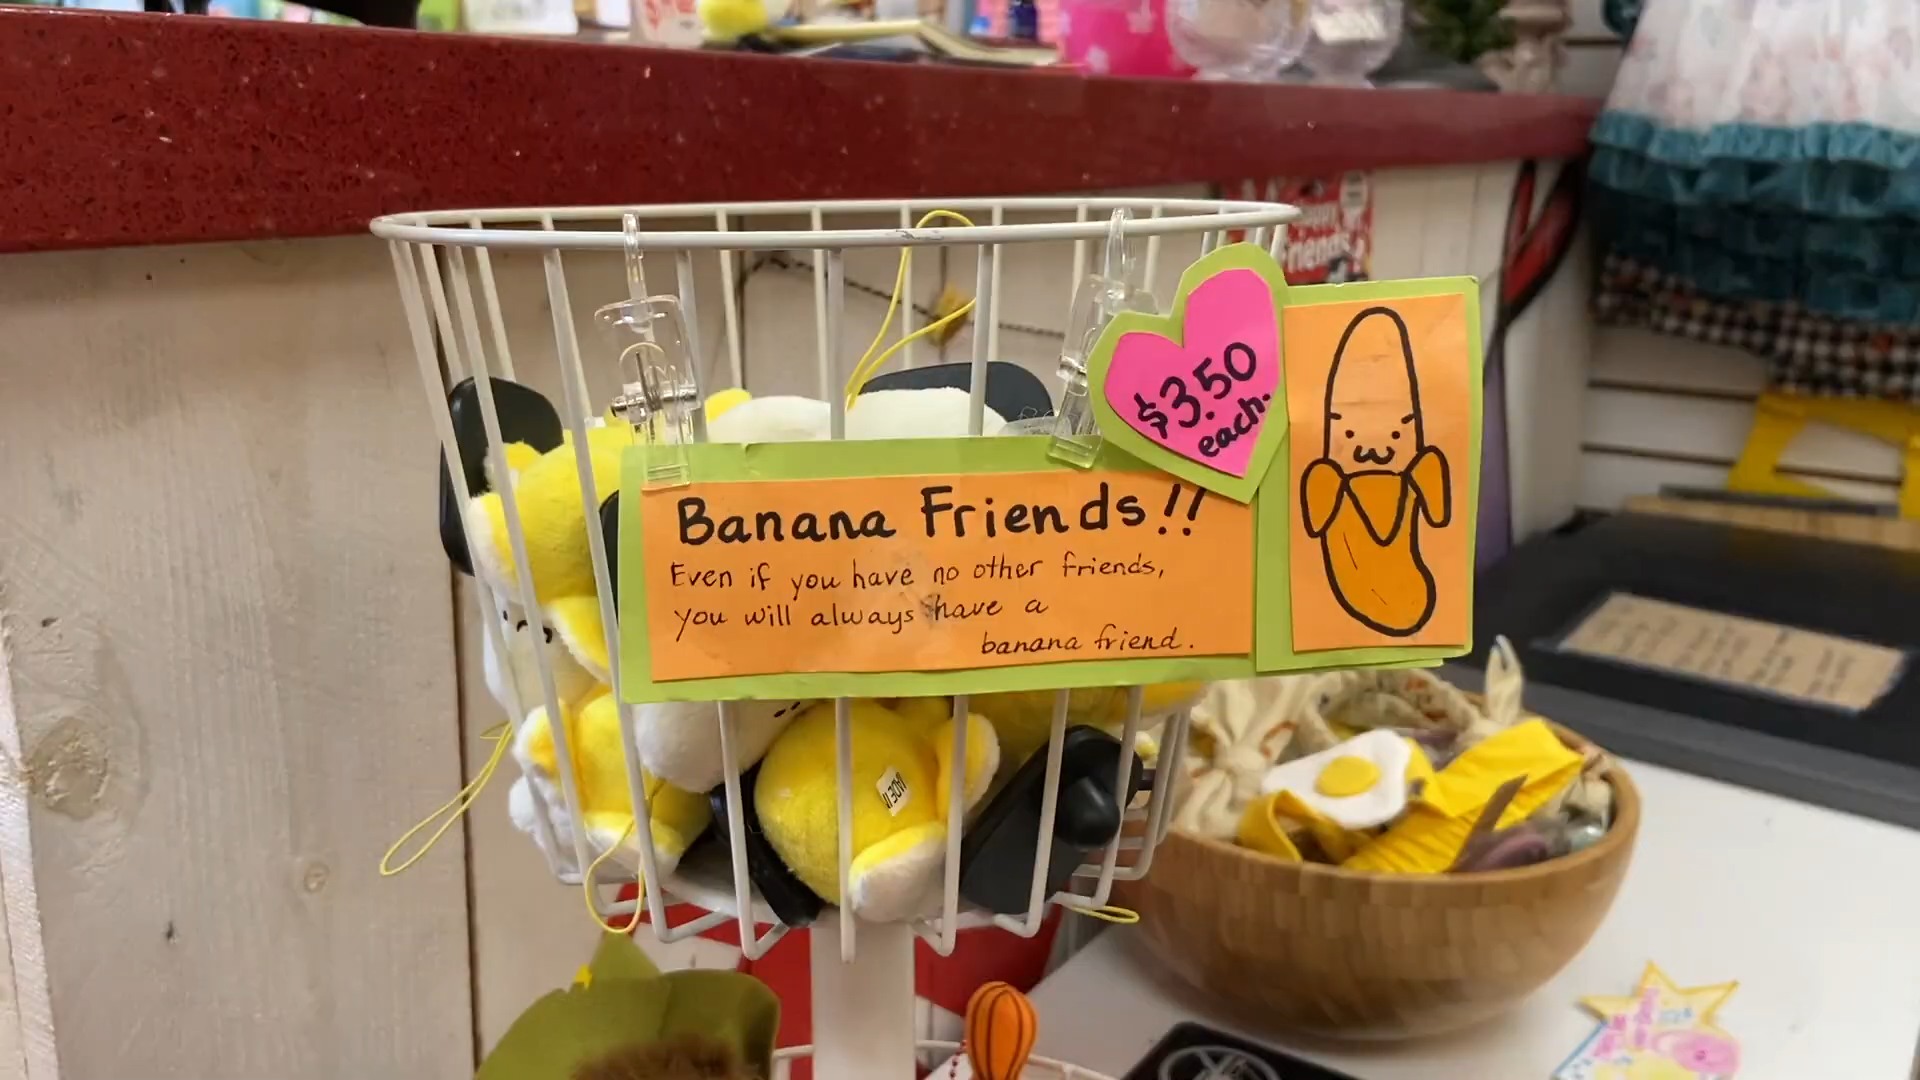 $3.50
each.
Banana Friends!!
Even if you have no other friends,
you will always have a
banana friend.